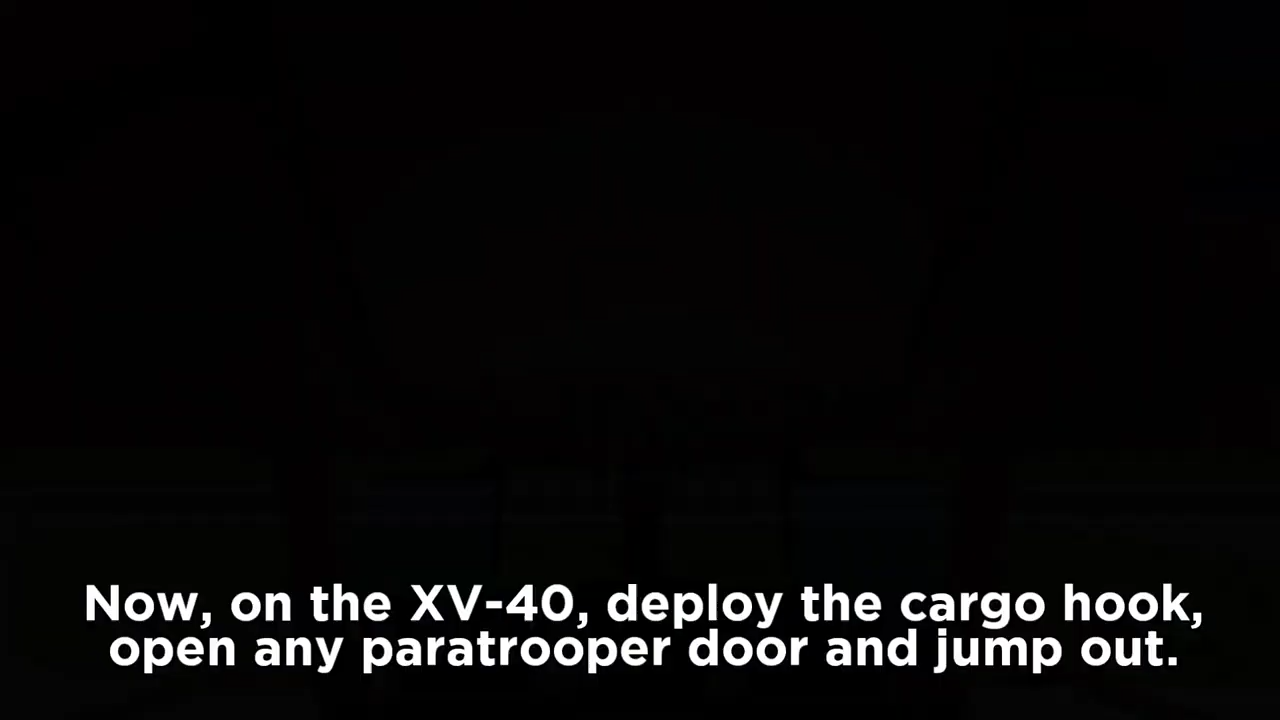 Now, on the XV-40, deploy the cargo hook,
open any paratrooper door and jump out.